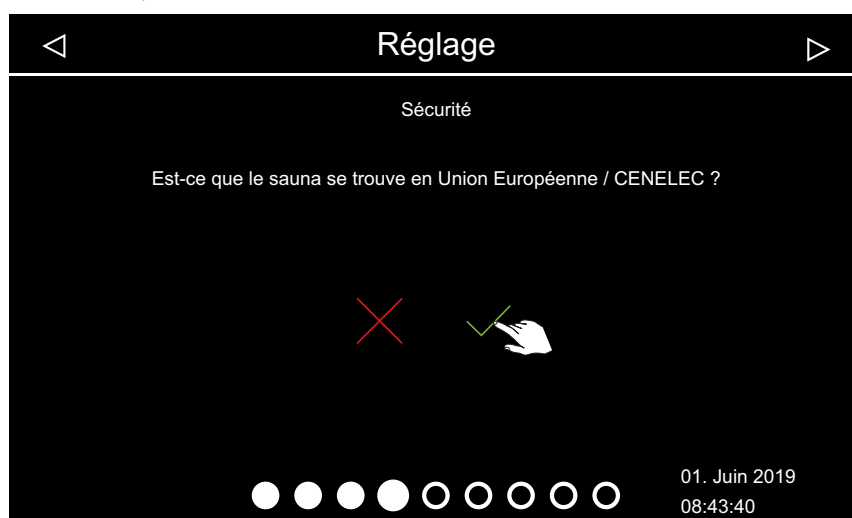 Réglage
Sécurité
Est-ce que le sauna se trouve en Union Européenne / CENELEC ?
01. Juin 2019
08:43:40